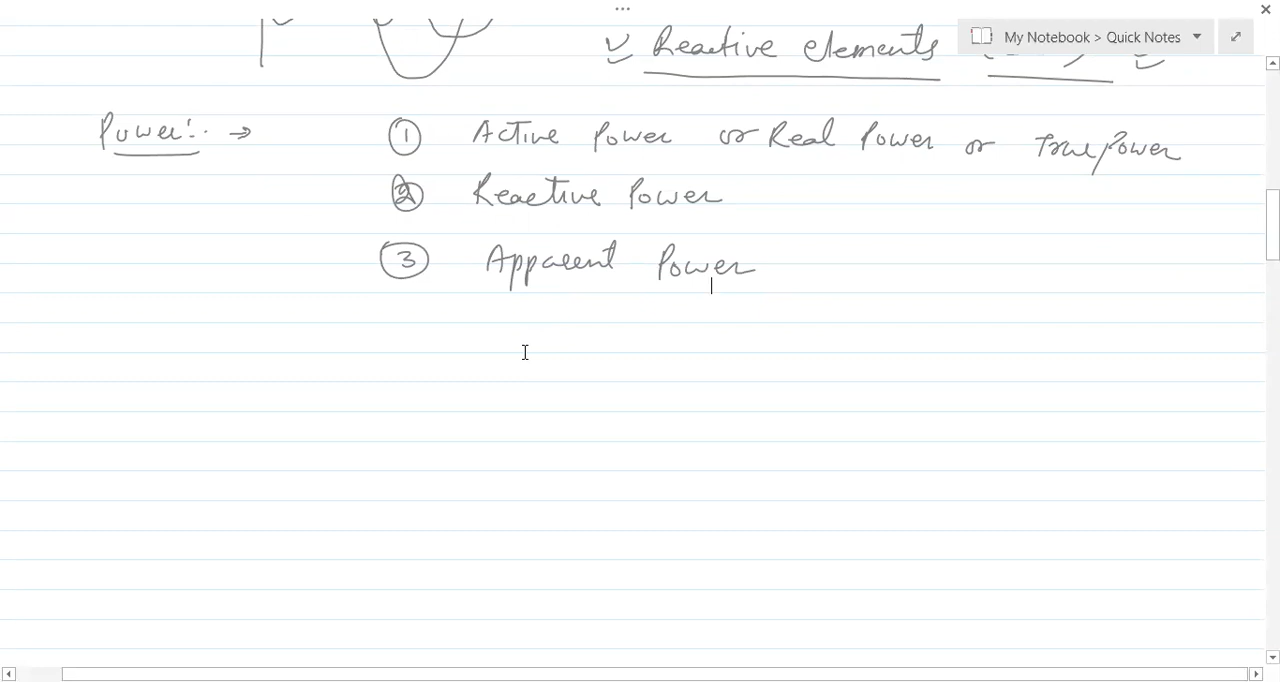 ...
Reactive elements
My Notebook > Quick Notes
Power:. →
① Active Power or Real Power or True Power
② Reactive Power
③ Apparent Power